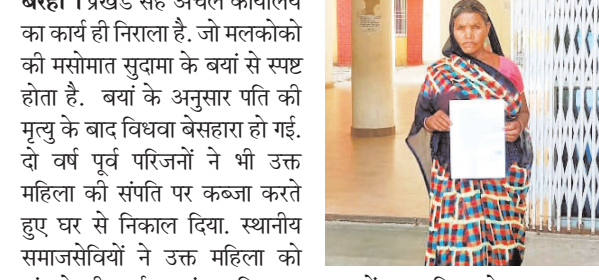 बरही । प्रखंड सह अंचल कार्यालय
का कार्य ही निराला है. जो मलकोको
की मसोमात सुदामा के बयां से स्पष्ट
होता है. बयां के अनुसार पति की
मृत्यु के बाद विधवा बेसहारा हो गई.
दो वर्ष पूर्व परिजनों ने भी उक्त
महिला की संपति पर कब्जा करते
हुए घर से निकाल दिया. स्थानीय
समाजसेवियों ने उक्त महिला को